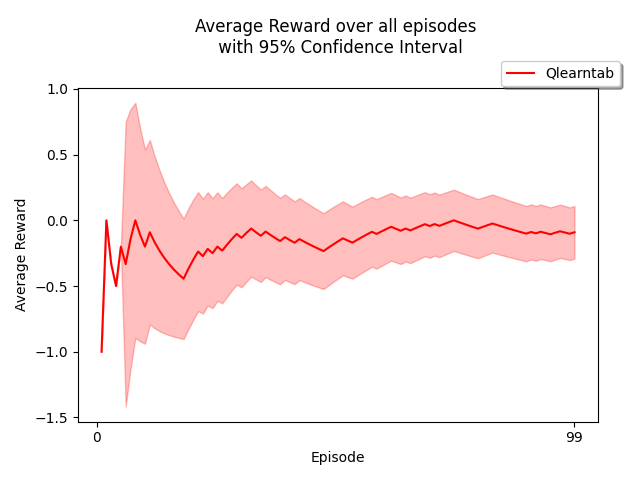 Average Reward over all episodes
with 95% Confidence Interval
Qlearntab
1.0
0.5
0.0
−0.5
−1.0
−1.5
Average Reward
0
99
Episode